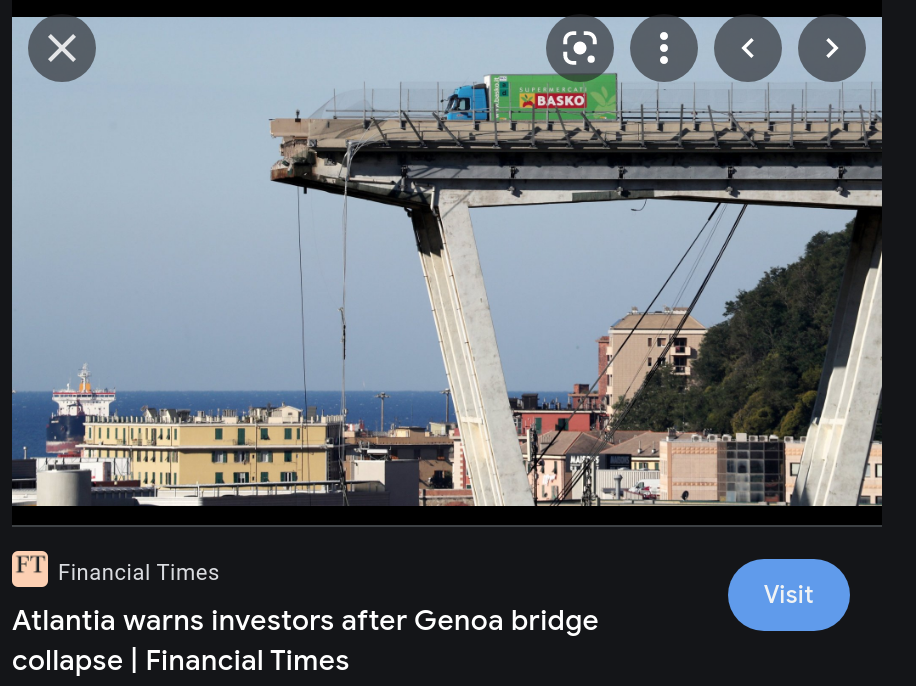 SUPERMERCATI
BASKO
FT
Financial Times
Visit
Atlantia warns investors after Genoa bridge
collapse | Financial Times